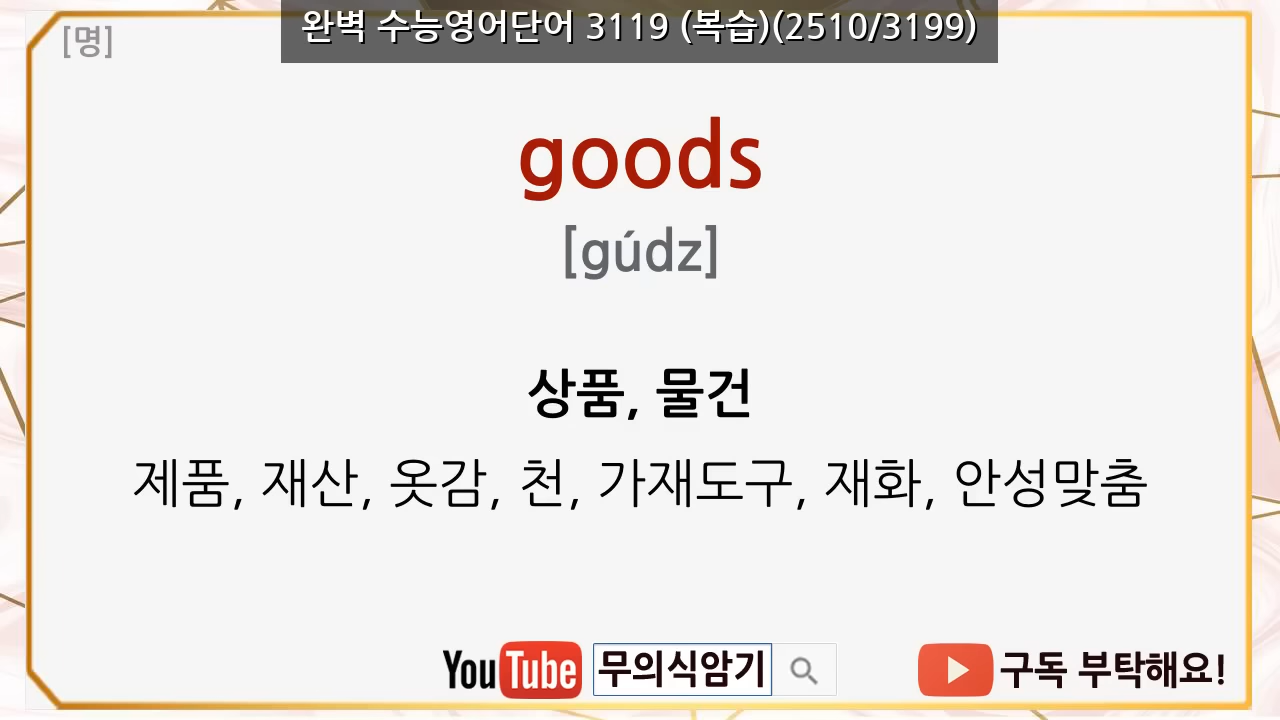 완벽 수능영어단어 3119 (복습)(2510/3199)
[명]
goods
[gúdz]
상품, 물건
제품, 재산, 옷감, 천, 가재도구, 재화, 안성맞춤
YouTube 무의식암기 구독 부탁해요!